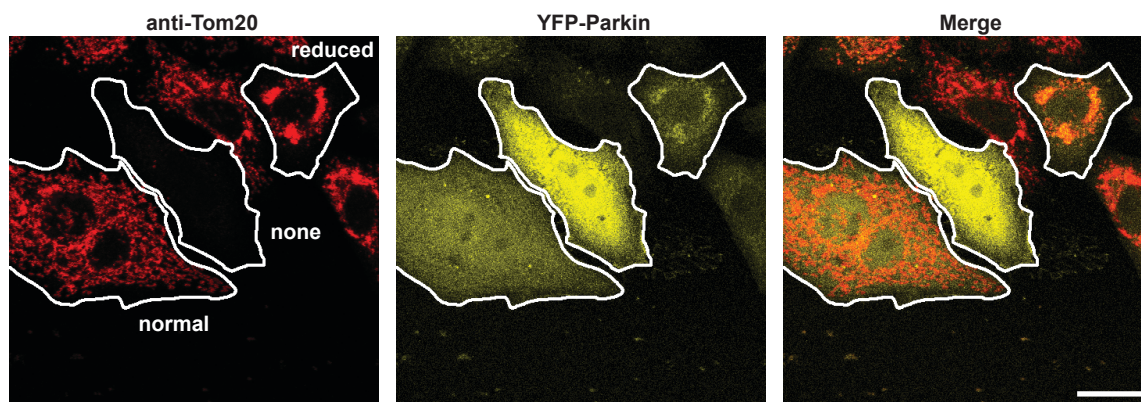 anti-Tom20
YFP-Parkin
Merge
reduced
none
normal